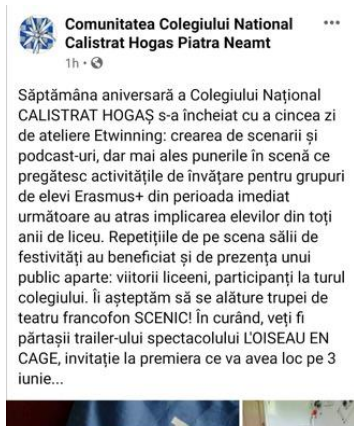 Comunitatea Colegiului National
Calistrat Hogas Piatra Neamt
1h
Săptămâna aniversară a Colegiului Național
CALISTRAT HOGAȘ s-a încheiat cu a cincea zi
de ateliere Etwinning: crearea de scenarii și
podcast-uri, dar mai ales punerile în scenă ce
pregătesc activitățile de învățare pentru grupuri
de elevi Erasmus+ din perioada imediat
următoare au atras implicarea elevilor din toți
anii de liceu. Repetițiile de pe scena sălii de
festivități au beneficiat și de prezența unui
public aparte: viitorii liceeni, participanți la turul
colegiului. Îi așteptăm să se alăture trupei de
teatru francofon SCENIC! În curând, veți fi
părtașii trailer-ului spectacolului L'OISEAU EN
CAGE, invitație la premiera ce va avea loc pe 3
iunie...